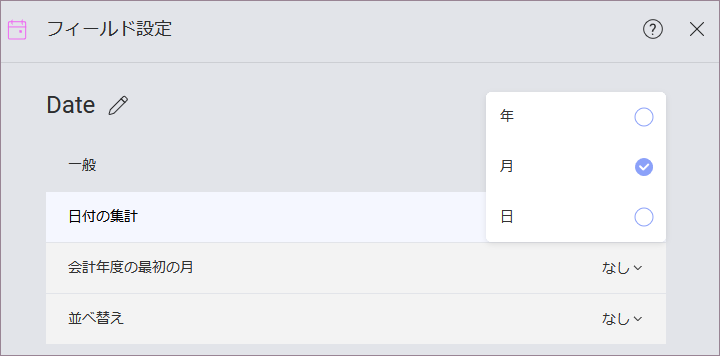 フィールド設定
Date
年
一般
月
日付の集計
日
会計年度の最初の月 なし
並べ替え なし